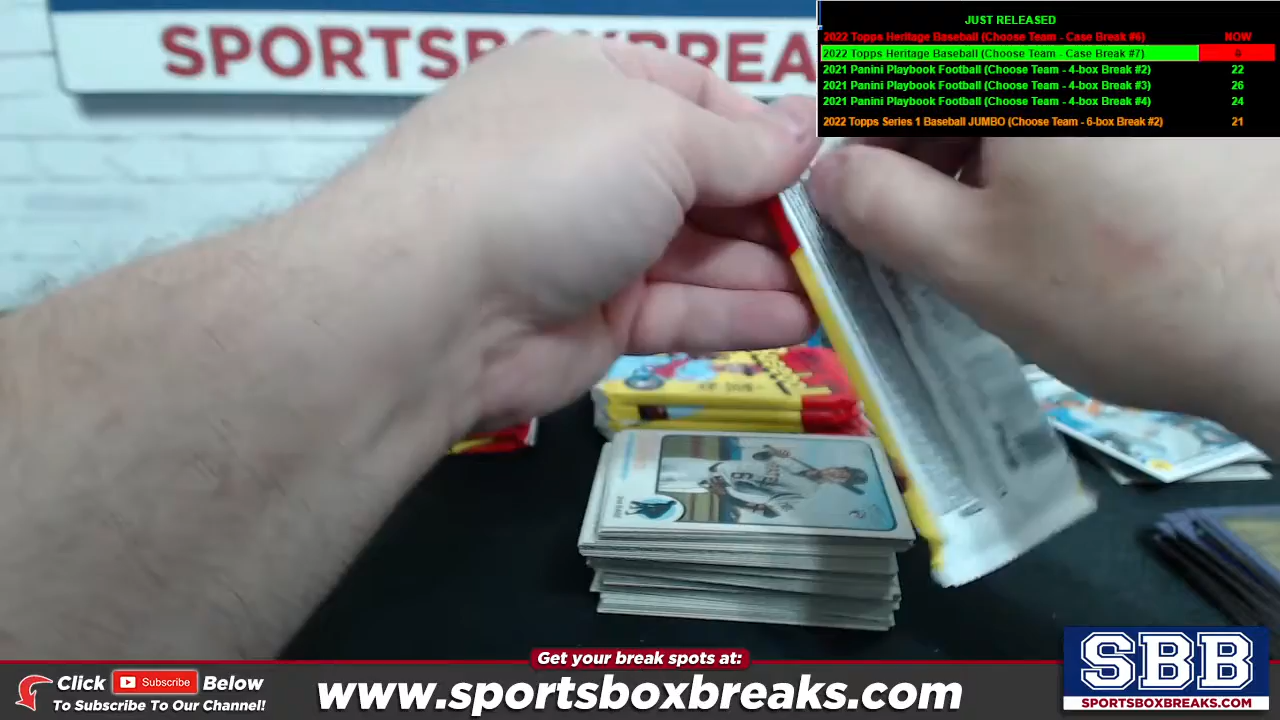 SPORTSBOXBREA
JUST RELEASED
2022 Topps Heritage Baseball (Choose Team - Case Break #6) NOW
2022 Topps Heritage Baseball (Choose Team - Case Break #7)
2021 Panini Playbook Football (Choose Team - 4-box Break #2) 22
2021 Panini Playbook Football (Choose Team - 4-box Break #3) 26
2021 Panini Playbook Football (Choose Team - 4-box Break #4) 24
2022 Topps Series 1 Baseball JUMBO (Choose Team - 6-box Break #2) 21
Get your break spots at:
Click Subscribe Below
To Subscribe To Our Channel!
www.sportsboxbreaks.com
SBB
SPORTSBOXBREAKS.COM